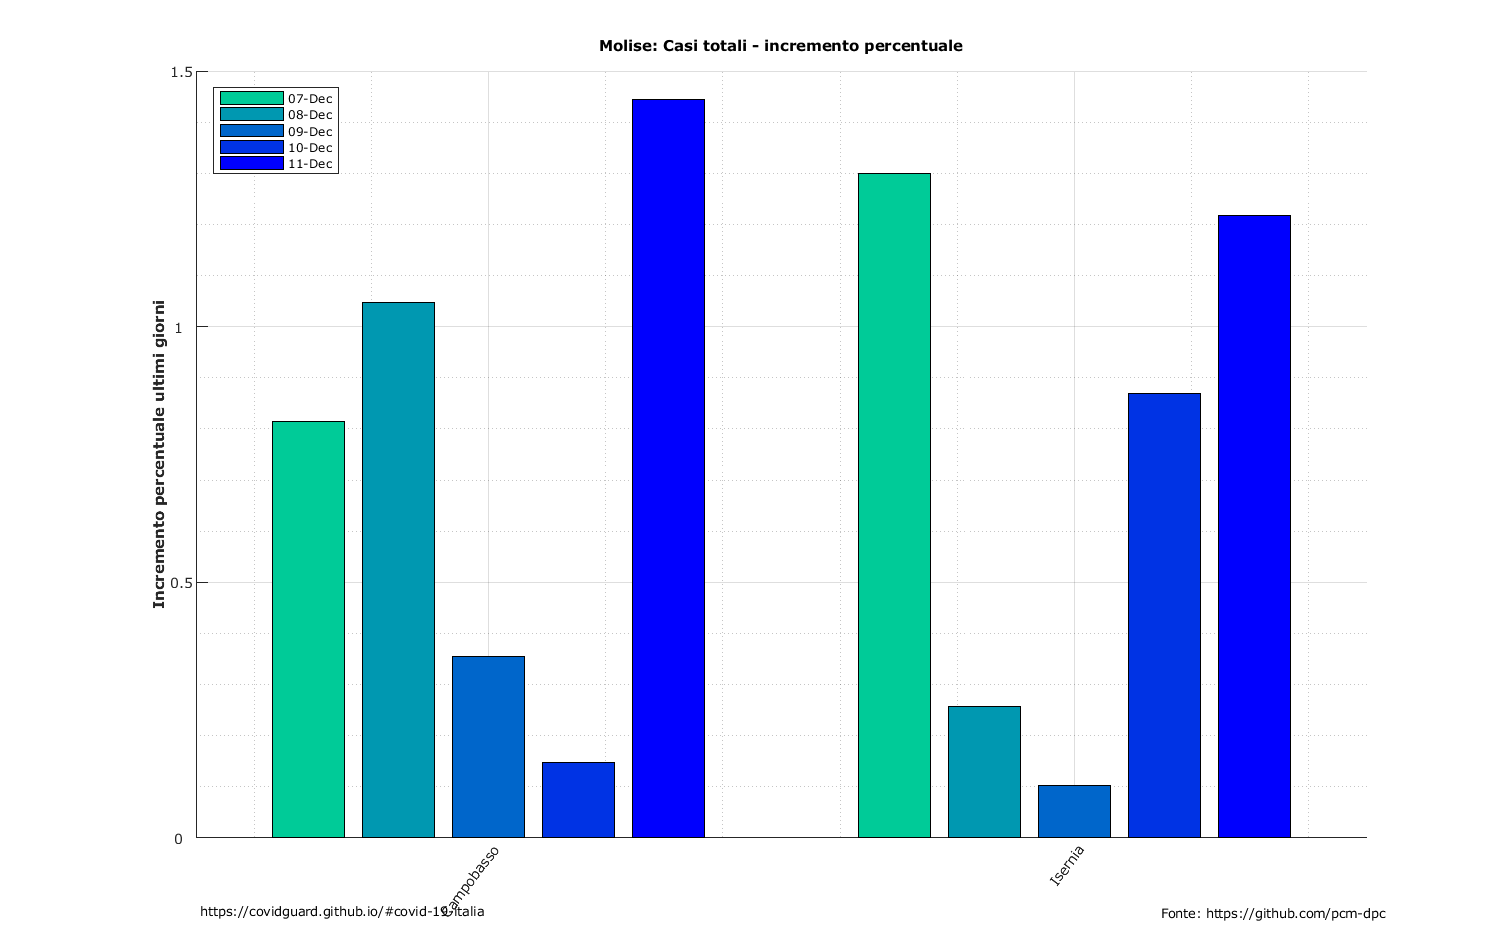 Molise: Casi totali - incremento percentuale
1.5
07-Dec
08-Dec
09-Dec
10-Dec
11-Dec
Incremento percentuale ultimi giorni
1
0.5
0
Campobasso
Isernia
https://covidguard.github.io/#covid-19-italia
Fonte: https://github.com/pcm-dpc